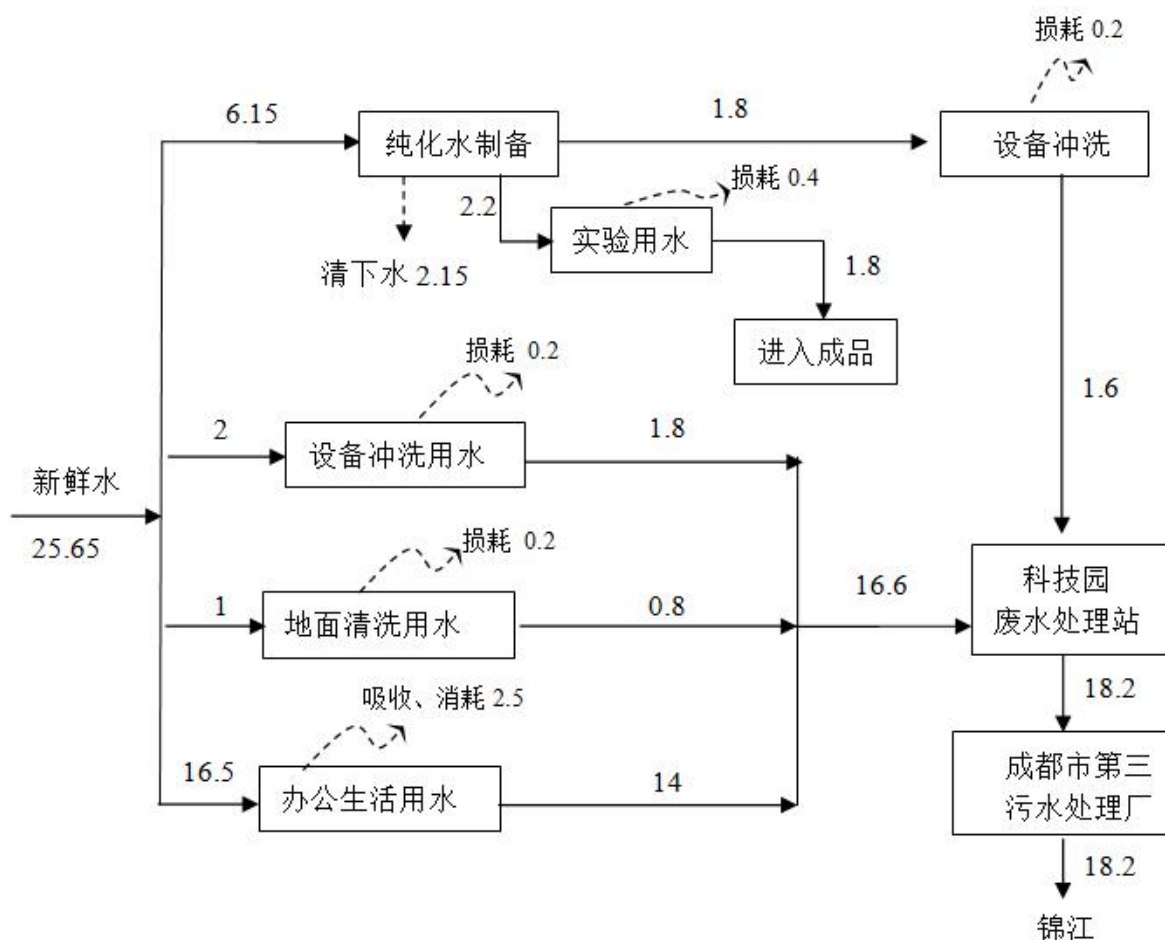 损耗 0.2
6.15
纯化水制备
1.8
设备冲洗
损耗 0.4
2.2
实验用水
清下水 2.15
1.8
进入成品
损耗 0.2
1.6
2
设备冲洗用水
1.8
新鲜水
25.65
损耗 0.2
1
地面清洗用水
0.8
16.6
科技园
废水处理站
18.2
吸收、消耗 2.5
16.5
办公生活用水
14
成都市第三
污水处理厂
18.2
锦江